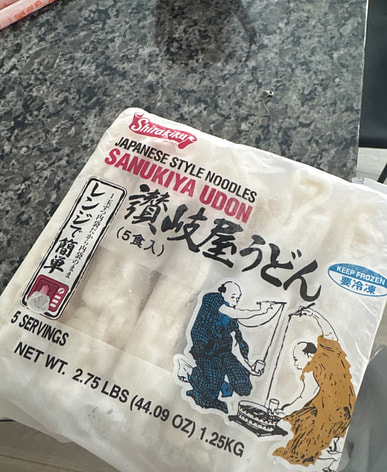 Shirakiku
JAPANESE STYLE NOODLES
SANUKIYA UDON
讃岐屋うどん
(5食入)
レンジで簡単
KEEP FROZEN
要冷凍
5 SERVINGS
NET WT. 2.75 LBS (44.09 OZ) 1.25KG